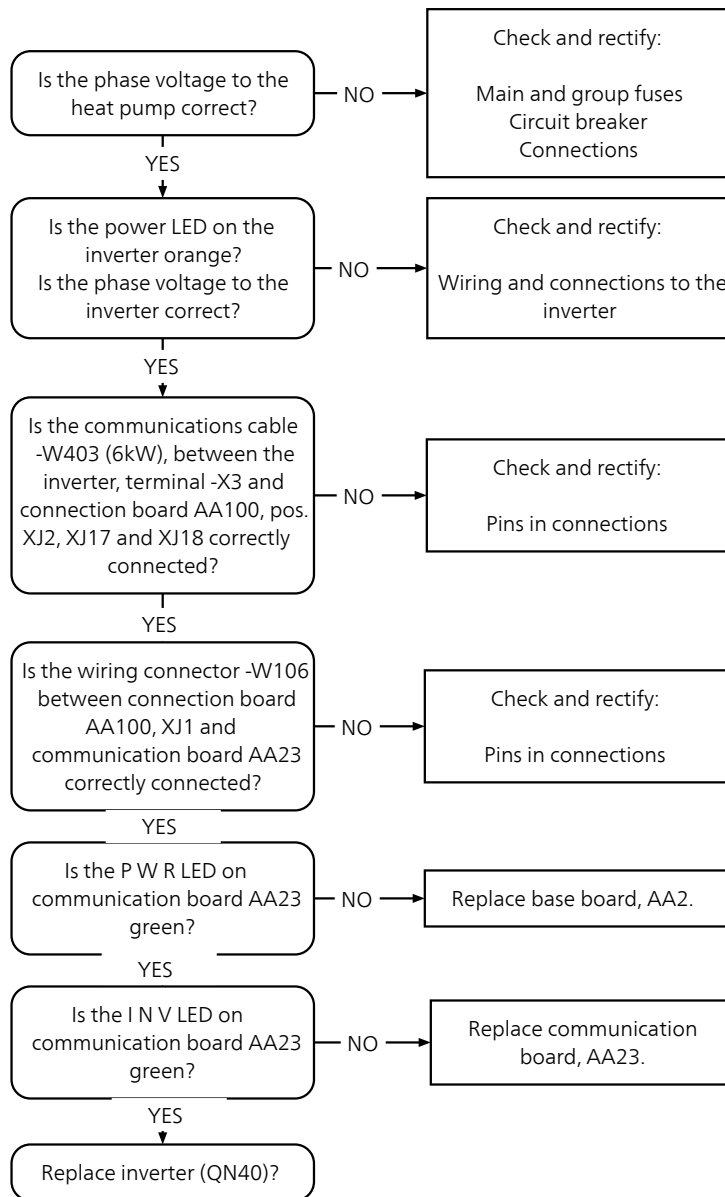 Is the phase voltage to the
heat pump correct?
NO
Check and rectify:
Main and group fuses
Circuit breaker
Connections
YES
Is the power LED on the
inverter orange?
Is the phase voltage to the
inverter correct?
NO
Check and rectify:
Wiring and connections to the
inverter
YES
Is the communications cable
-W403 (6kW), between the
inverter, terminal -X3 and
connection board AA100, pos.
XJ2, XJ17 and XJ18 correctly
connected?
NO
Check and rectify:
Pins in connections
YES
Is the wiring connector -W106
between connection board
AA100, XJ1 and
communication board AA23
correctly connected?
NO
Check and rectify:
Pins in connections
YES
Is the P W R LED on
communication board AA23
green?
NO
Replace base board, AA2.
YES
Is the I N V LED on
communication board AA23
green?
NO
Replace communication
board, AA23.
YES
Replace inverter (QN40)?